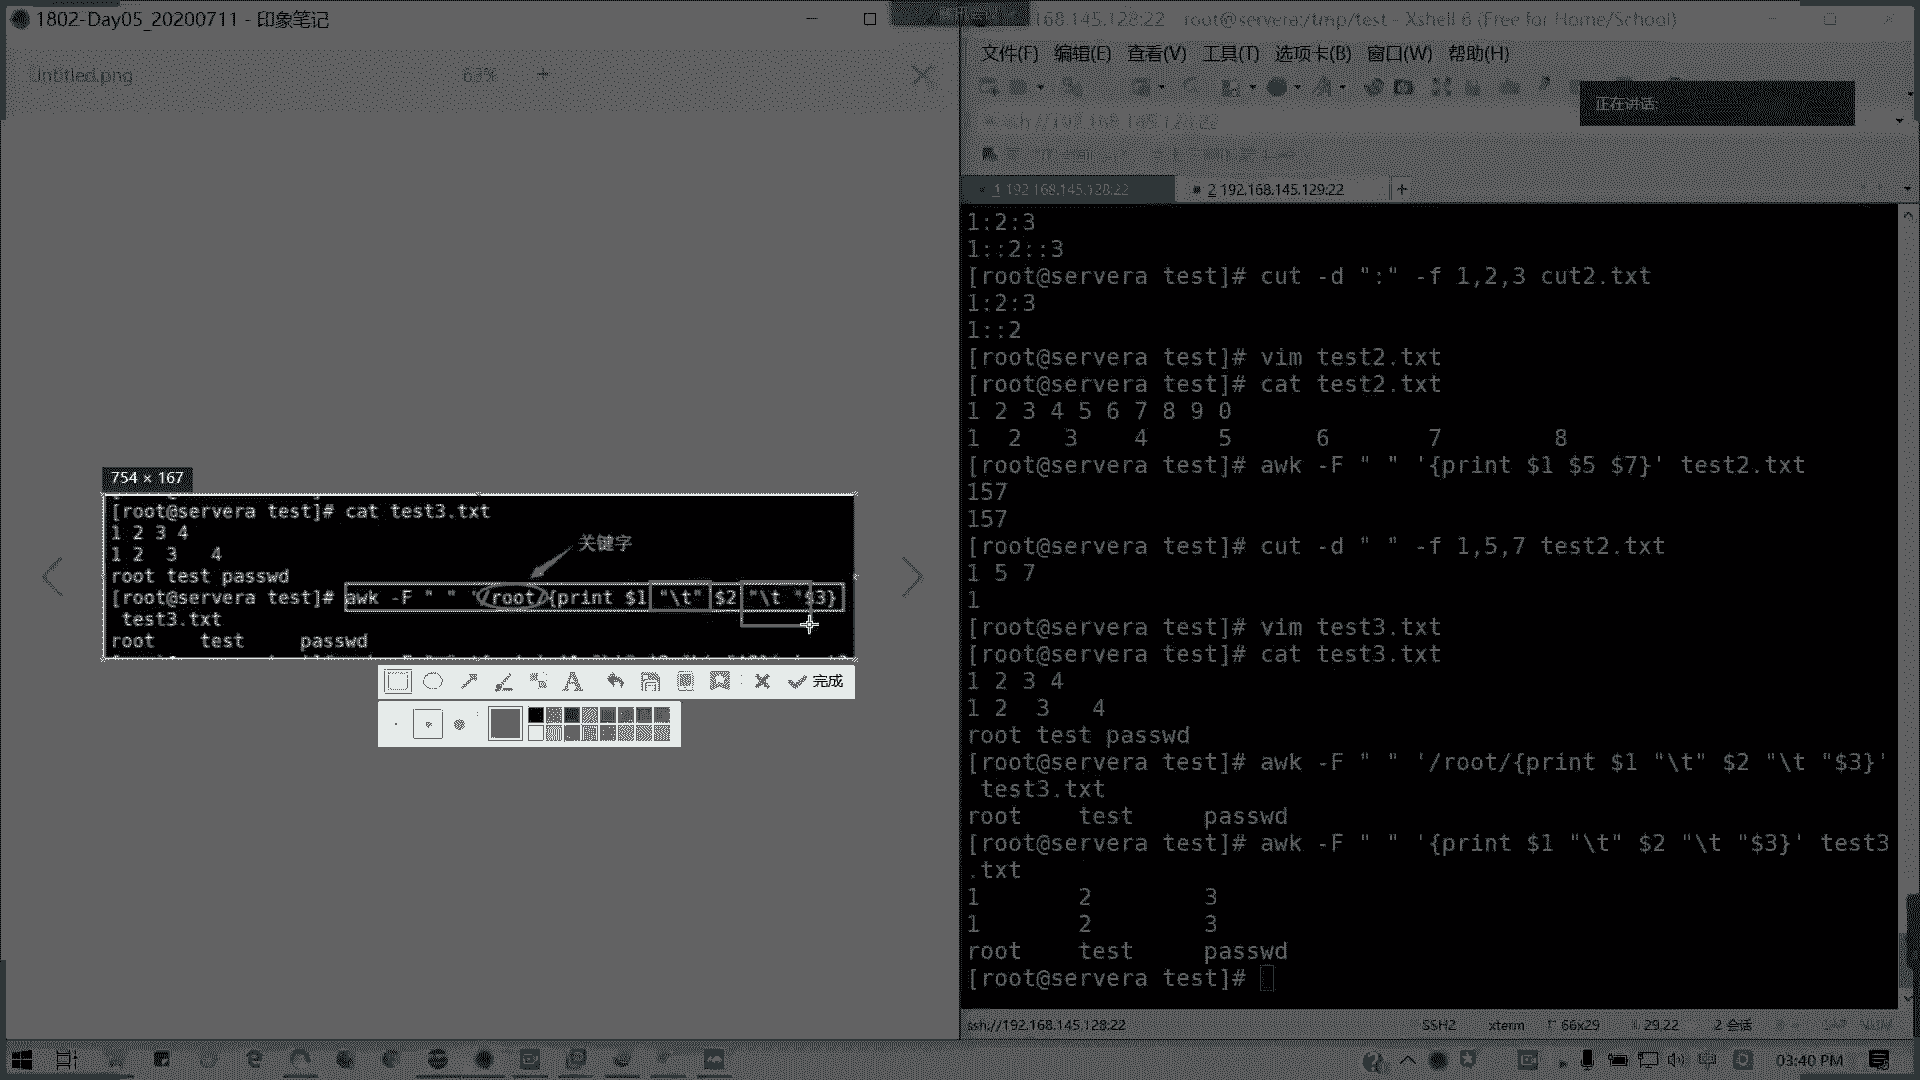 1802-Day05_20200711 - 印象笔记
Untitled.png
63%
+
754 × 167
[root@servera test]# cat test3.txt
1 2 3 4
1 2  3   4
关键字
root test passwd
[root@servera test]# awk -F " " '/root/{print $1 "\t" $2 "\t "$3}
test3.txt
root    test     passwd
完成
168.145.128:22   root@servera:/tmp/test - Xshell 6 (Free for Home/School)
文件(F) 编辑(E) 查看(V) 工具(T) 选项卡(B) 窗口(W) 帮助(H)
正在讲话:
ssh://192.168.145.128:22
1 192.168.145.128:22
2 192.168.145.129:22
+
1:2:3
1::2::3
[root@servera test]# cut -d ":" -f 1,2,3 cut2.txt
1:2:3
1::2
[root@servera test]# vim test2.txt
[root@servera test]# cat test2.txt
1 2 3 4 5 6 7 8 9 0
1  2   3    4     5      6       7        8
[root@servera test]# awk -F " " '{print $1 $5 $7}' test2.txt
157
157
[root@servera test]# cut -d " " -f 1,5,7 test2.txt
1 5 7
1
[root@servera test]# vim test3.txt
[root@servera test]# cat test3.txt
1 2 3 4
1 2  3   4
root test passwd
[root@servera test]# awk -F " " '/root/{print $1 "\t" $2 "\t "$3}'
test3.txt
root    test     passwd
[root@servera test]# awk -F " " '{print $1 "\t" $2 "\t "$3}' test3
.txt
1       2        3
1       2        3
root    test     passwd
[root@servera test]#
ssh://192.168.145.128:22
SSH2
xterm
66x29
29,22
2 会话
03:40 PM